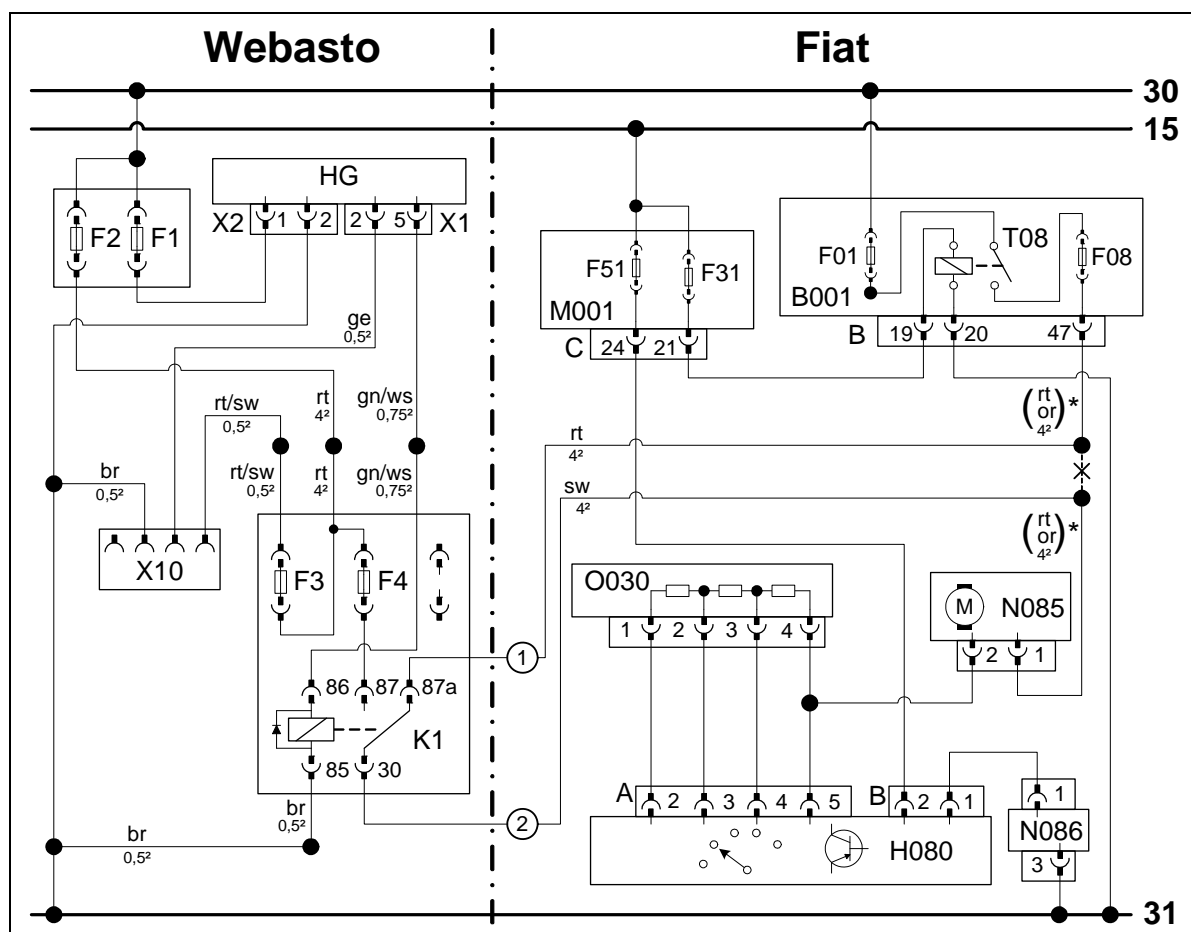 Webasto
Fiat
30
15
HG
X2 1 2 2 5 X1
F2 F1
F51 F31
M001
C 24 21
F01 T08 F08
B001
B 19 20 47
ge
0,5²
rt/sw
0,5²
rt
4²
gn/ws
0,75²
(rt
or)*
4²
rt
4²
rt/sw
0,5²
rt
4²
gn/ws
0,75²
br
0,5²
sw
4²
(rt
or)*
4²
X10
F3 F4
O030
1 2 3 4
M N085
2 1
1
86 87 87a
K1
85 30
A 2 3 4 5 B 2 1
1
N086
3
H080
br
0,5²
2
br
0,5²
31